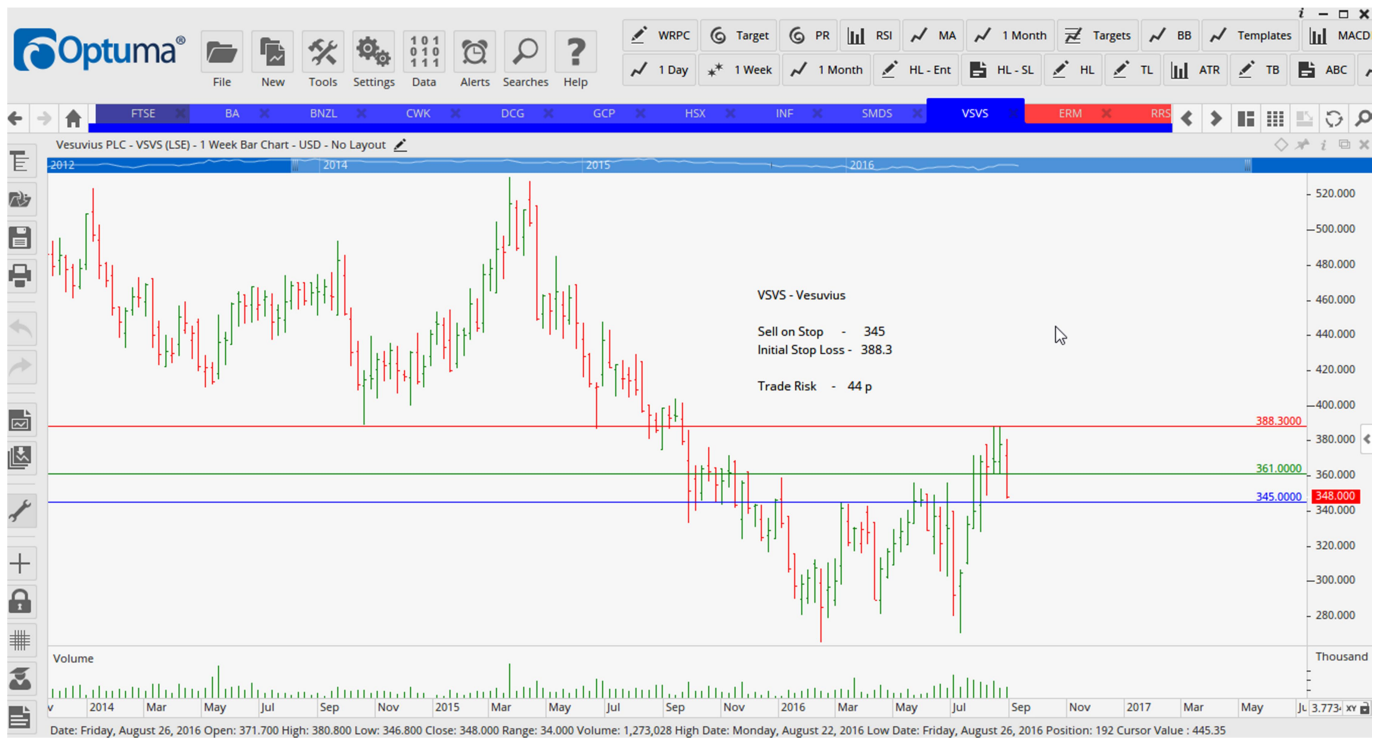 Optuma®
File
New
Tools
Settings
101
010
111
Data
Alerts
Searches
?
Help
WRPC
Target
PR
RSI
MA
1 Month
Targets
BB
Templates
MACD
1 Day
1 Week
1 Month
HL - Ent
HL - SL
HL
TL
ATR
TB
ABC
FTSE
BA
BNZL
CWK
DCG
GCP
HSX
INF
SMDS
VSVS
ERM
RRS
Vesuvius PLC - VSVS (LSE) - 1 Week Bar Chart - USD - No Layout
2012
2014
2015
2016
520.000
500.000
480.000
460.000
440.000
420.000
400.000
380.000
360.000
348.000
340.000
320.000
300.000
280.000
VSVS - Vesuvius
Sell on Stop - 345
Initial Stop Loss - 388.3
Trade Risk - 44 p
388.3000
361.0000
345.0000
Volume
Thousand
v 2014 Mar May Jul Sep Nov 2015 Mar May Jul Sep Nov 2016 Mar May Jul Sep Nov 2017 Mar May 3.773 XY
Date: Friday, August 26, 2016 Open: 371.700 High: 380.800 Low: 346.800 Close: 348.000 Range: 34.000 Volume: 1,273,028 High Date: Monday, August 22, 2016 Low Date: Friday, August 26, 2016 Position: 192 Cursor Value : 445.35